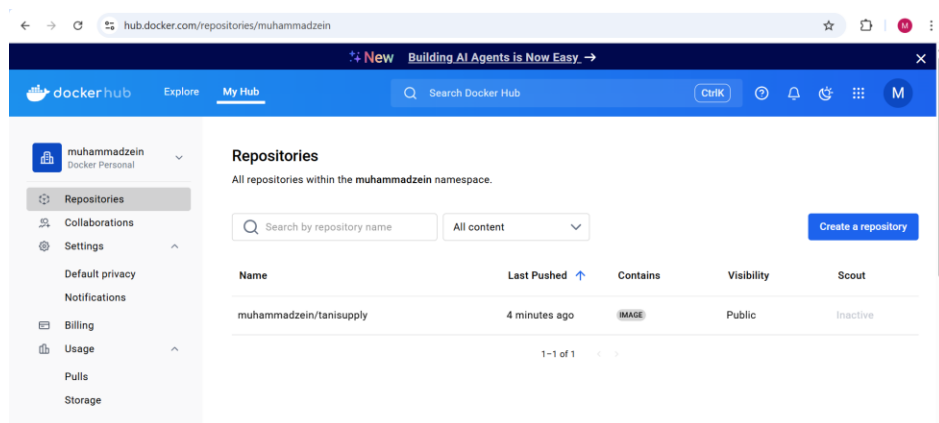 hub.docker.com/repositories/muhammadzein
M
New Building AI Agents is Now Easy →
dockerhub Explore My Hub Search Docker Hub CtrlK M
muhammadzein
Docker Personal
Repositories
Collaborations
Settings
Default privacy
Notifications
Billing
Usage
Pulls
Storage
Repositories
All repositories within the muhammadzein namespace.
Search by repository name All content Create a repository
Name Last Pushed ↑ Contains Visibility Scout
muhammadzein/tanisupply 4 minutes ago IMAGE Public Inactive
1–1 of 1